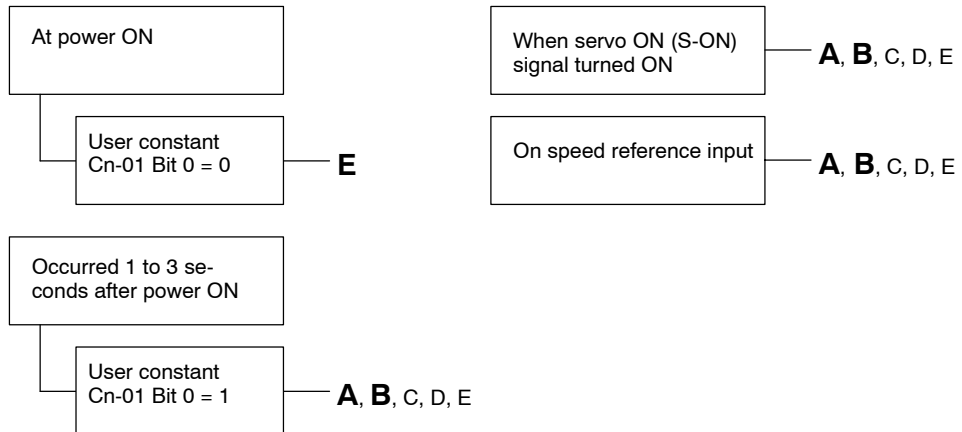 At power ON
User constant
Cn-01 Bit 0 = 0
E
Occurred 1 to 3 se-
conds after power ON
User constant
Cn-01 Bit 0 = 1
A, B, C, D, E
When servo ON (S-ON)
signal turned ON
A, B, C, D, E
On speed reference input
A, B, C, D, E